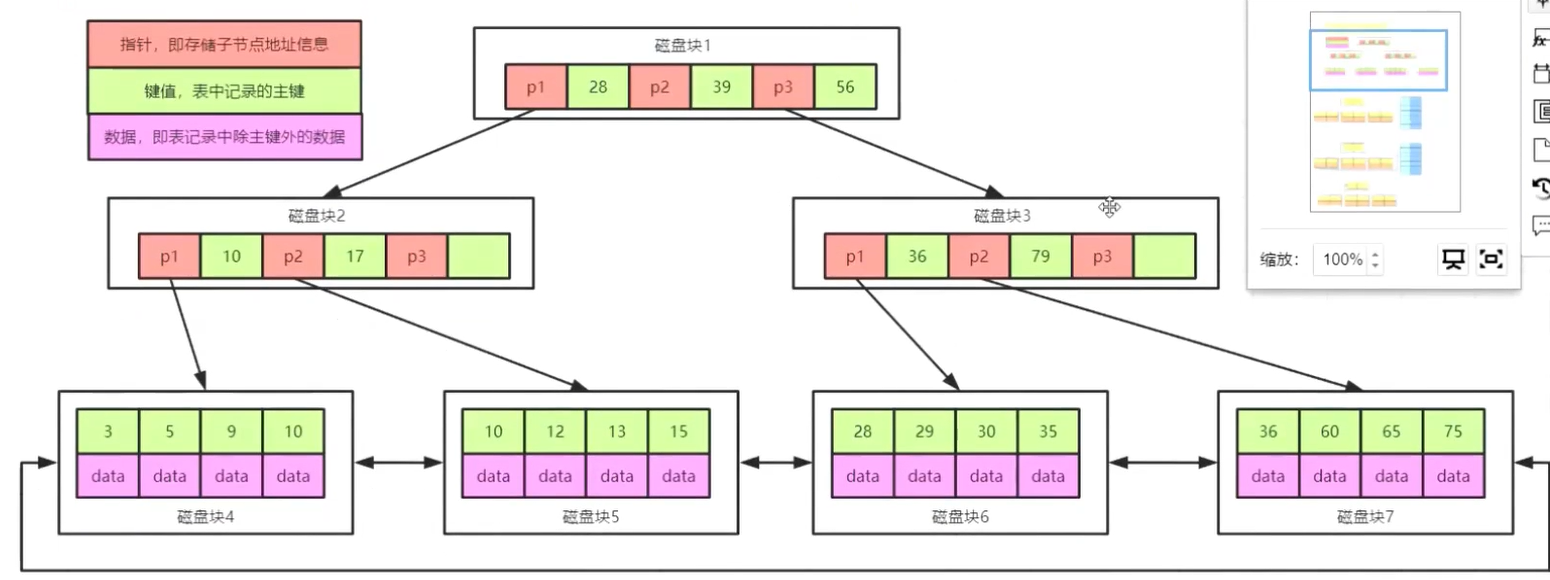 指针，即存储子节点地址信息
键值，表中记录的主键
数据，即表记录中除主键外的数据
磁盘块1
p1 28 p2 39 p3 56
磁盘块2
p1 10 p2 17 p3
磁盘块3
p1 36 p2 79 p3
3 5 9 10
data data data data
磁盘块4
10 12 13 15
data data data data
磁盘块5
28 29 30 35
data data data data
磁盘块6
36 60 65 75
data data data data
磁盘块7
缩放： 100%